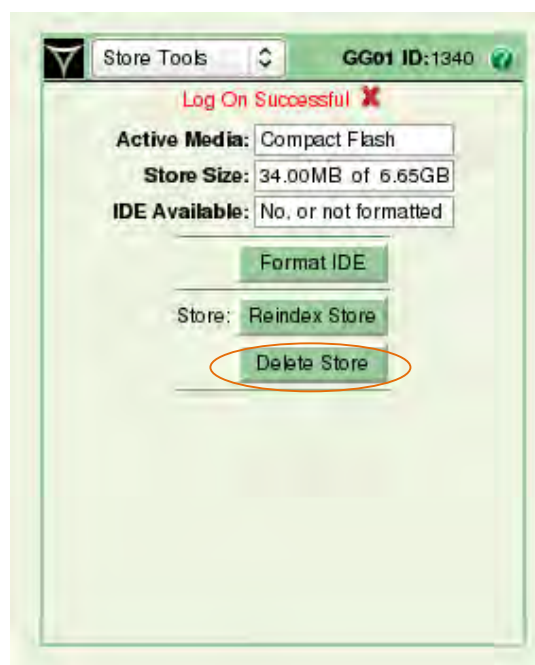 Store Tools GG01 ID:1340
Log On Successful
Active Media: Compact Flash
Store Size: 34.00MB of 6.65GB
IDE Available: No, or not formatted
Format IDE
Store: Reindex Store
Delete Store